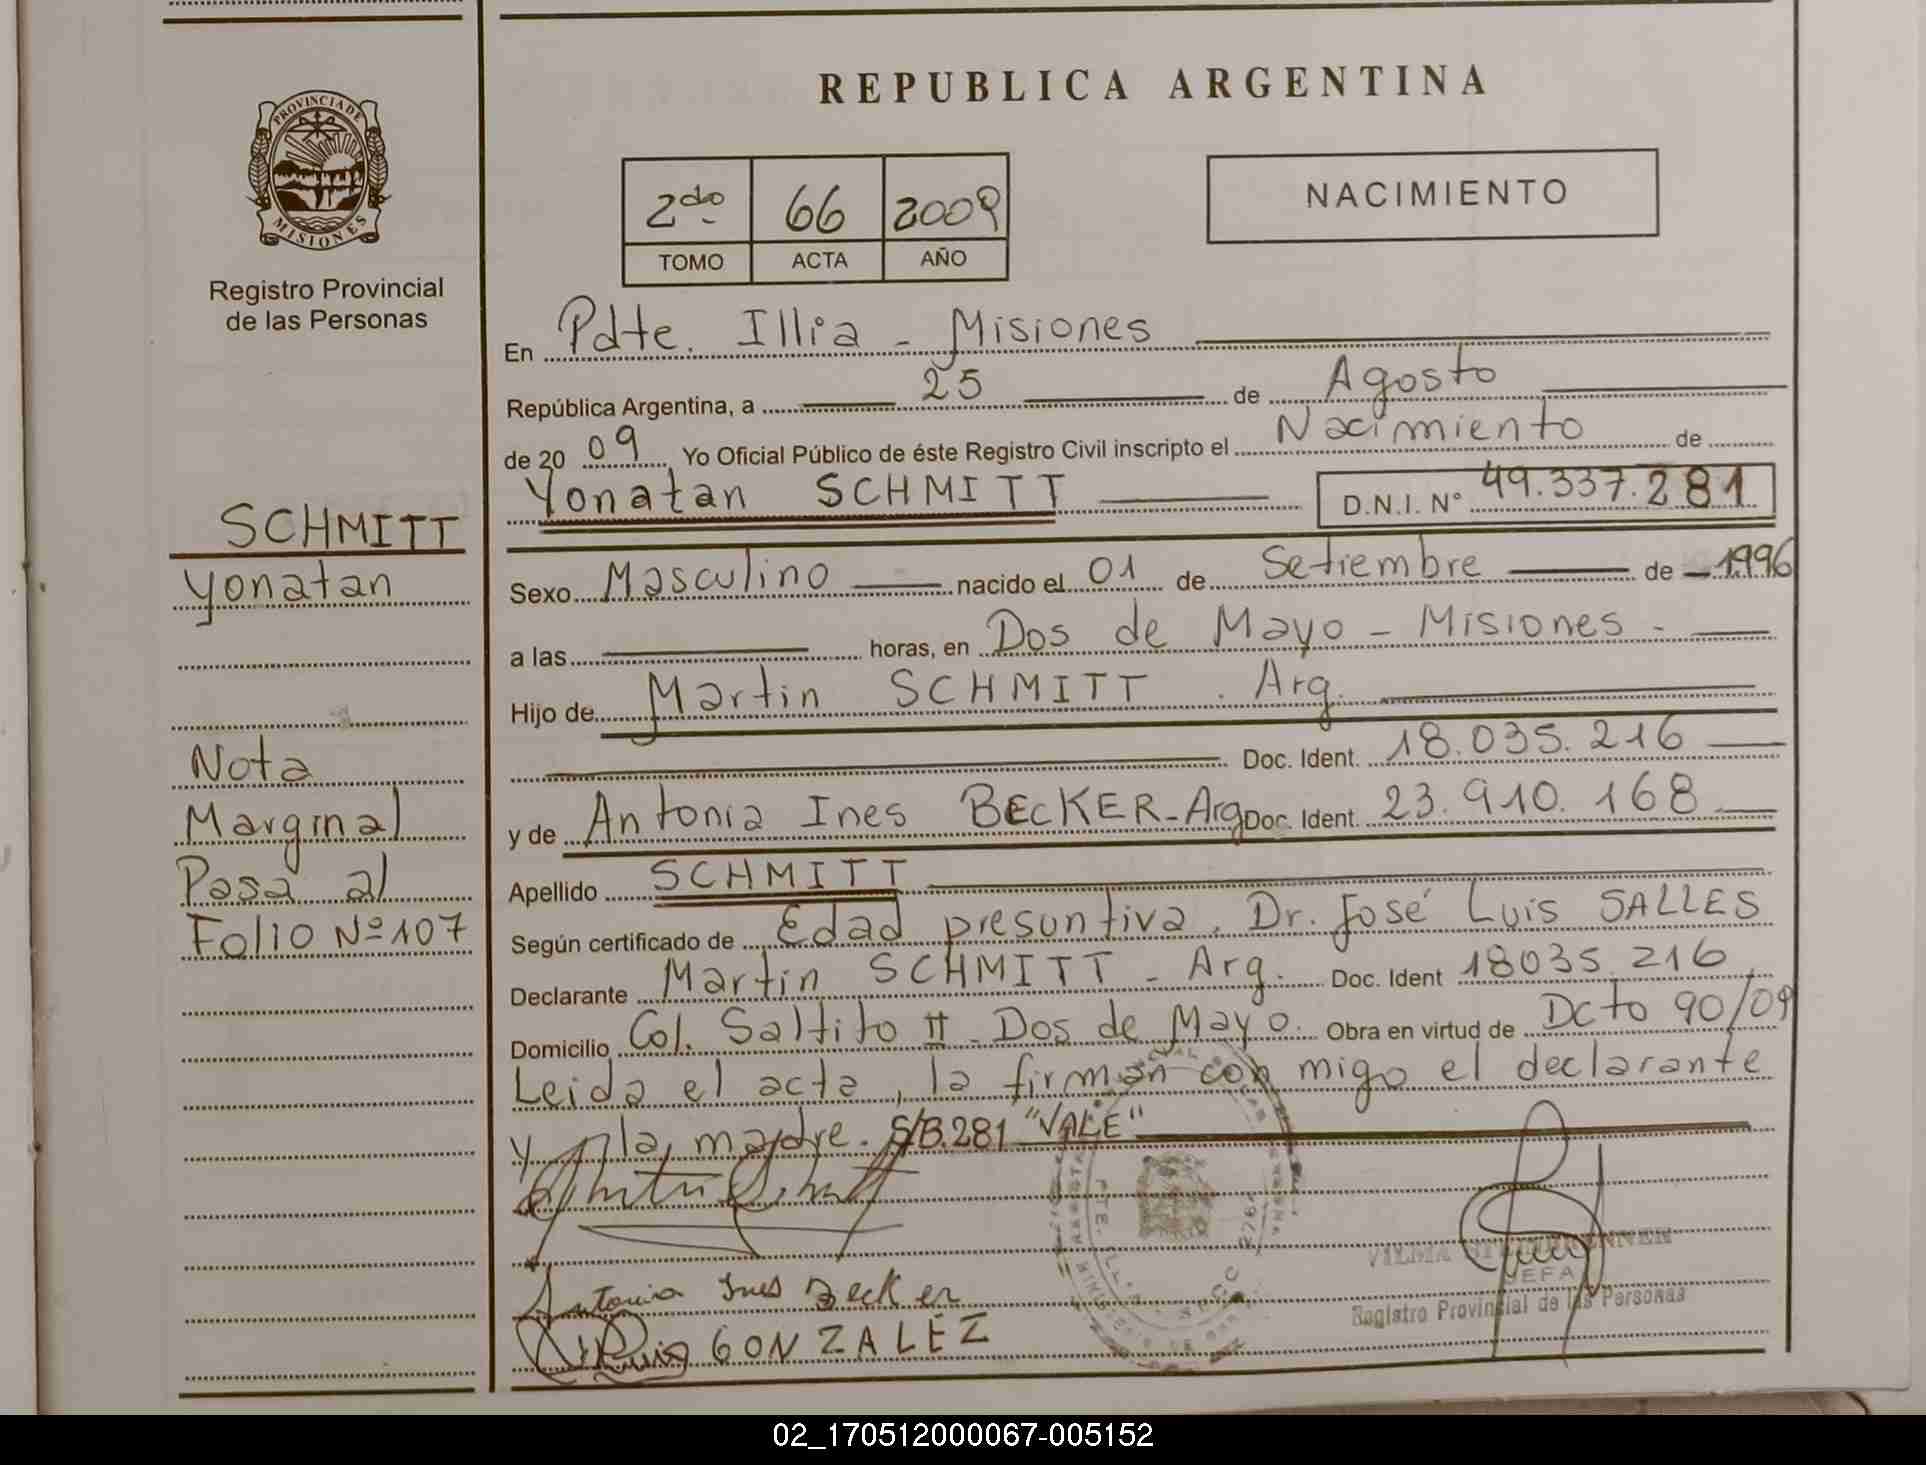 REPUBLICA ARGENTINA
PROVINCIA DE
MISIONES
Registro Provincial
de las Personas
2do 66 2009
TOMO ACTA AÑO
NACIMIENTO
En Pdte. Illia - Misiones
República Argentina, a 25 de Agosto
de 2009 Yo Oficial Público de éste Registro Civil inscripto el Nacimiento de
Yonatan SCHMITT D.N.I. N° 49.337.281
Sexo Masculino nacido el 01 de Setiembre de 1996
a las horas, en Dos de Mayo - Misiones -
Hijo de Martin SCHMITT . Arg.
Doc. Ident. 18.035.216
y de Antonia Ines BECKER-Arg Doc. Ident. 23.910.168
Apellido SCHMITT
Según certificado de Edad presuntiva, Dr. José Luis SALLES
Declarante Martin SCHMITT - Arg. Doc. Ident 18035.216
Domicilio Col. Saltito II - Dos de Mayo. Obra en virtud de Dcto 90/09
Leida el acta, la firman con migo el declarante
y la madre. S/B.281 "VALE"
Antonia Ines Becker
GONZALEZ
VILMA
JEFA
Registro Provincial de las Personas
SCHMITT
Yonatan
Nota
Marginal
Pasa al
Folio Nº 107
02_170512000067-005152